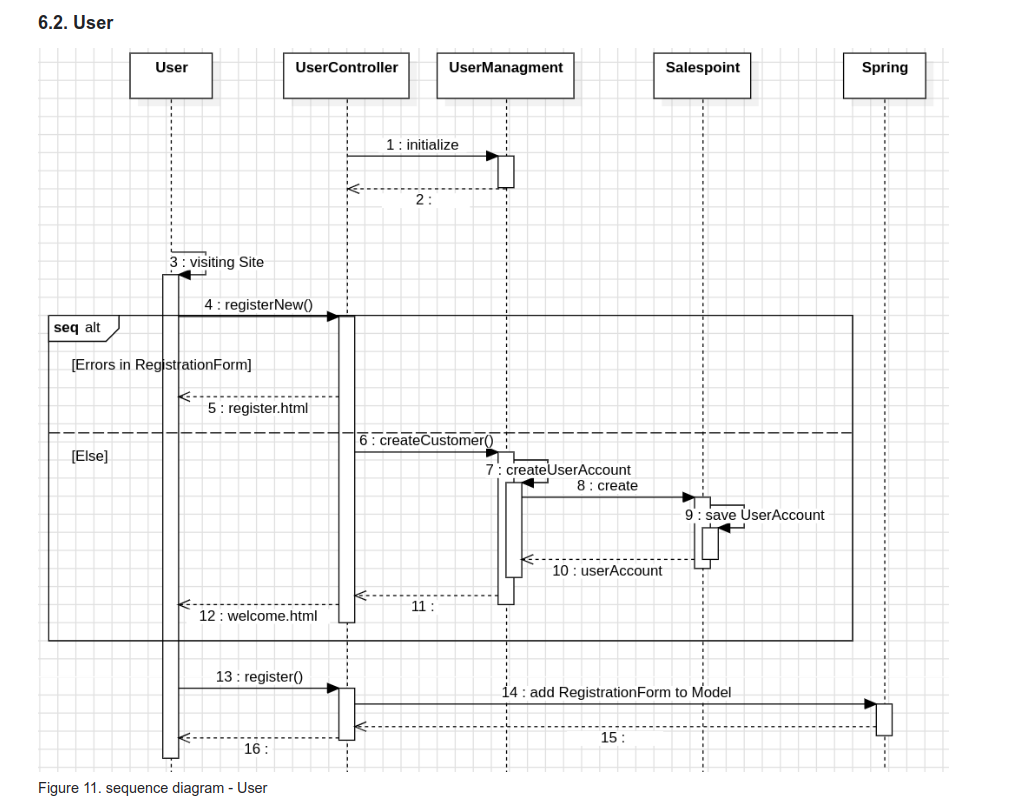 6.2. User
User
UserController
UserManagment
Salespoint
Spring
1 : initialize
2 :
3 : visiting Site
4 : registerNew()
seq alt
[Errors in RegistrationForm]
5 : register.html
6 : createCustomer()
[Else]
7 : createUserAccount
8 : create
9 : save UserAccount
10 : userAccount
11 :
12 : welcome.html
13 : register()
14 : add RegistrationForm to Model
15 :
16 :
Figure 11. sequence diagram - User